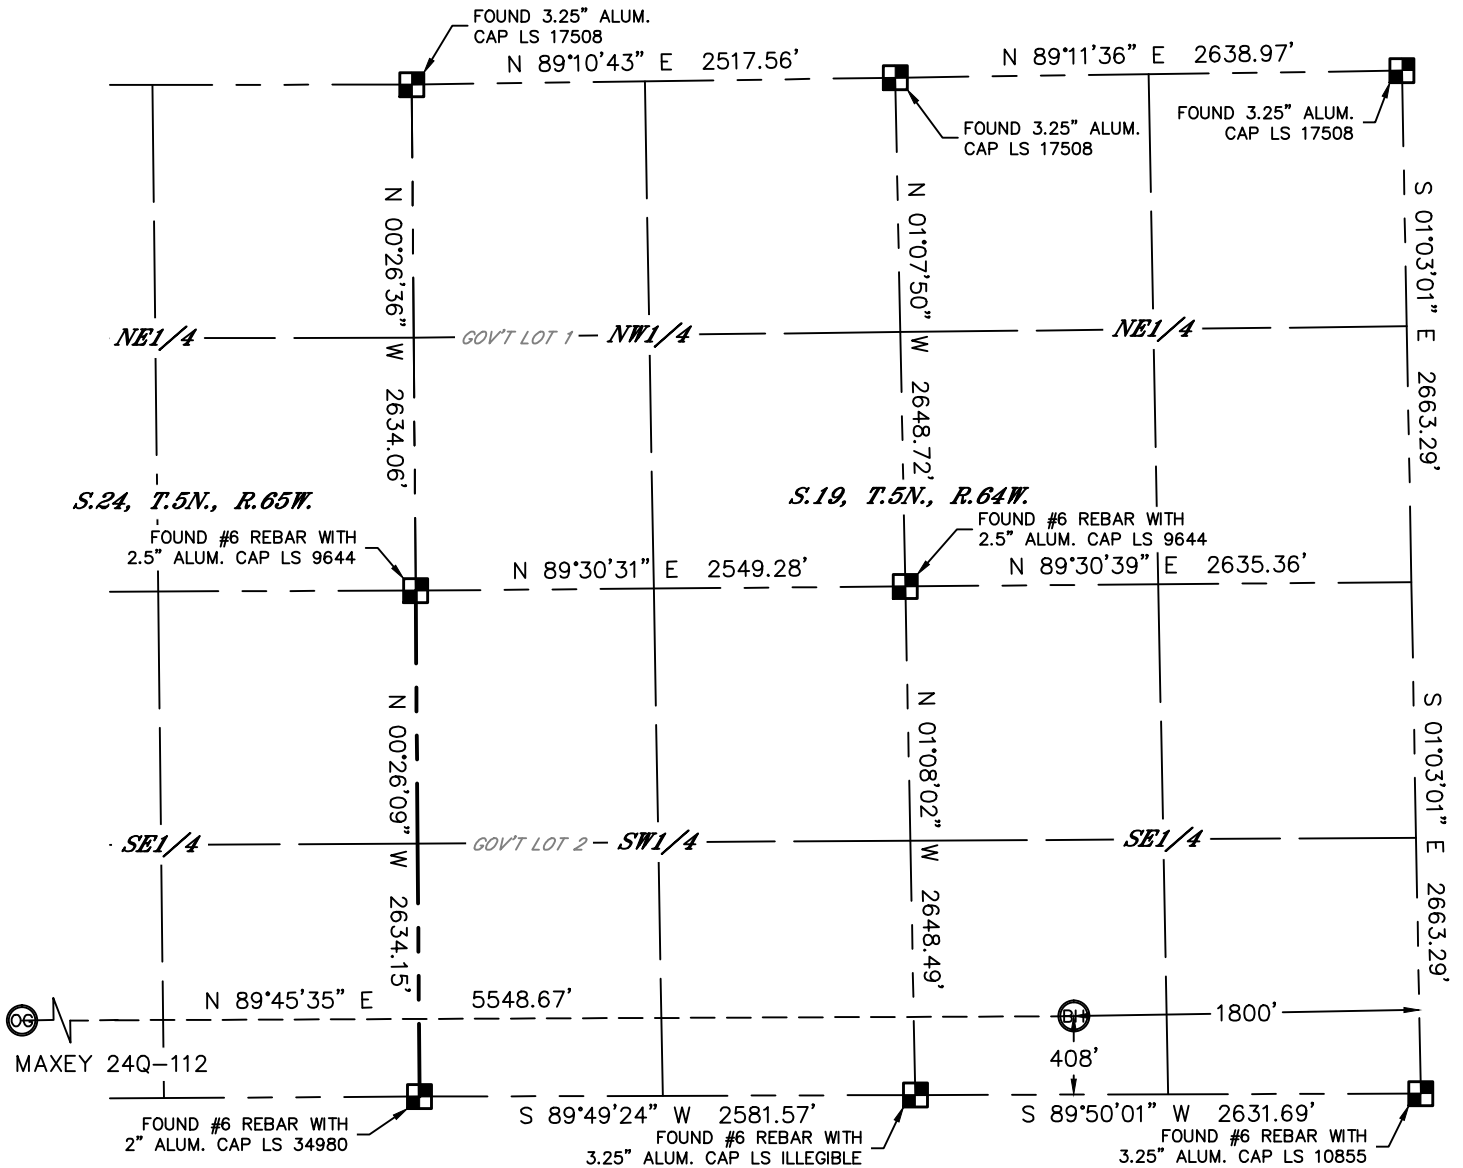 FOUND 3.25" ALUM.
CAP LS 17508
N 89°10'43" E 2517.56'
N 89°11'36" E 2638.97'
FOUND 3.25" ALUM.
CAP LS 17508
FOUND 3.25" ALUM.
CAP LS 17508
N 00°26'36" W 2634.06'
N 01°07'50" W 2648.72'
S 01°03'01" E 2663.29'
NE1/4
GOV'T LOT 1
NW1/4
NE1/4
S.24, T.5N., R.65W.
S.19, T.5N., R.64W.
FOUND #6 REBAR WITH
2.5" ALUM. CAP LS 9644
FOUND #6 REBAR WITH
2.5" ALUM. CAP LS 9644
N 89°30'31" E 2549.28'
N 89°30'39" E 2635.36'
N 00°26'09" W 2634.15'
N 01°08'02" W 2648.49'
S 01°03'01" E 2663.29'
SE1/4
GOV'T LOT 2
SW1/4
SE1/4
N 89°45'35" E 5548.67'
OG
BH
1800'
MAXEY 24Q-112
408'
S 89°49'24" W 2581.57'
S 89°50'01" W 2631.69'
FOUND #6 REBAR WITH
2" ALUM. CAP LS 34980
FOUND #6 REBAR WITH
3.25" ALUM. CAP LS ILLEGIBLE
FOUND #6 REBAR WITH
3.25" ALUM. CAP LS 10855